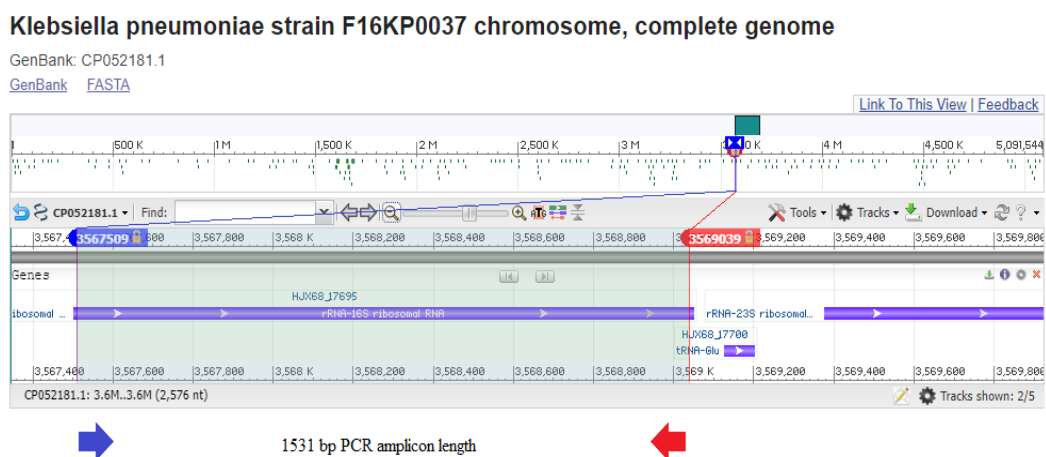 Klebsiella pneumoniae strain F16KP0037 chromosome, complete genome
GenBank: CP052181.1
GenBank FASTA
Link To This View | Feedback
500 K 1 M 1,500 K 2 M 2,500 K 3 M K 4 M 4,500 K 5,091,544
CP052181.1 Find: ATG Tools Tracks Download ?
3,567,4 3567509 600 3,567,800 3,568 K 3,568,200 3,568,400 3,568,600 3,568,800 3 3569039 3,569,200 3,569,400 3,569,600 3,569,800
Genes
HJX68_17695
ibosomal ... rRNA-16S ribosomal RNA rRNA-23S ribosomal...
HJX68_17700
tRNA-Glu
3,567,400 3,567,600 3,567,800 3,568 K 3,568,200 3,568,400 3,568,600 3,568,800 3,569 K 3,569,200 3,569,400 3,569,600 3,569,800
CP052181.1: 3.6M..3.6M (2,576 nt) Tracks shown: 2/5
1531 bp PCR amplicon length